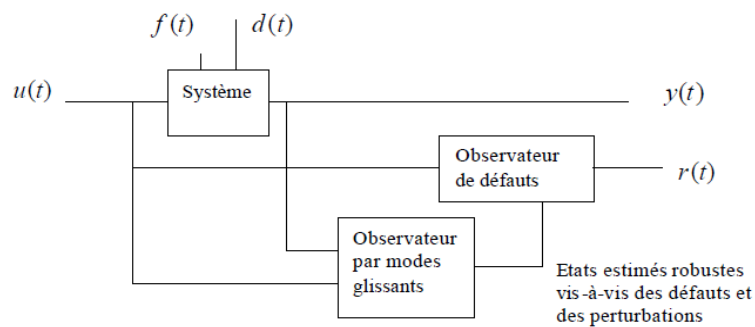 f(t)
d(t)
u(t)
Système
y(t)
Observateur
de défauts
r(t)
Observateur
par modes
glissants
Etats estimés robustes
vis-à-vis des défauts et
des perturbations